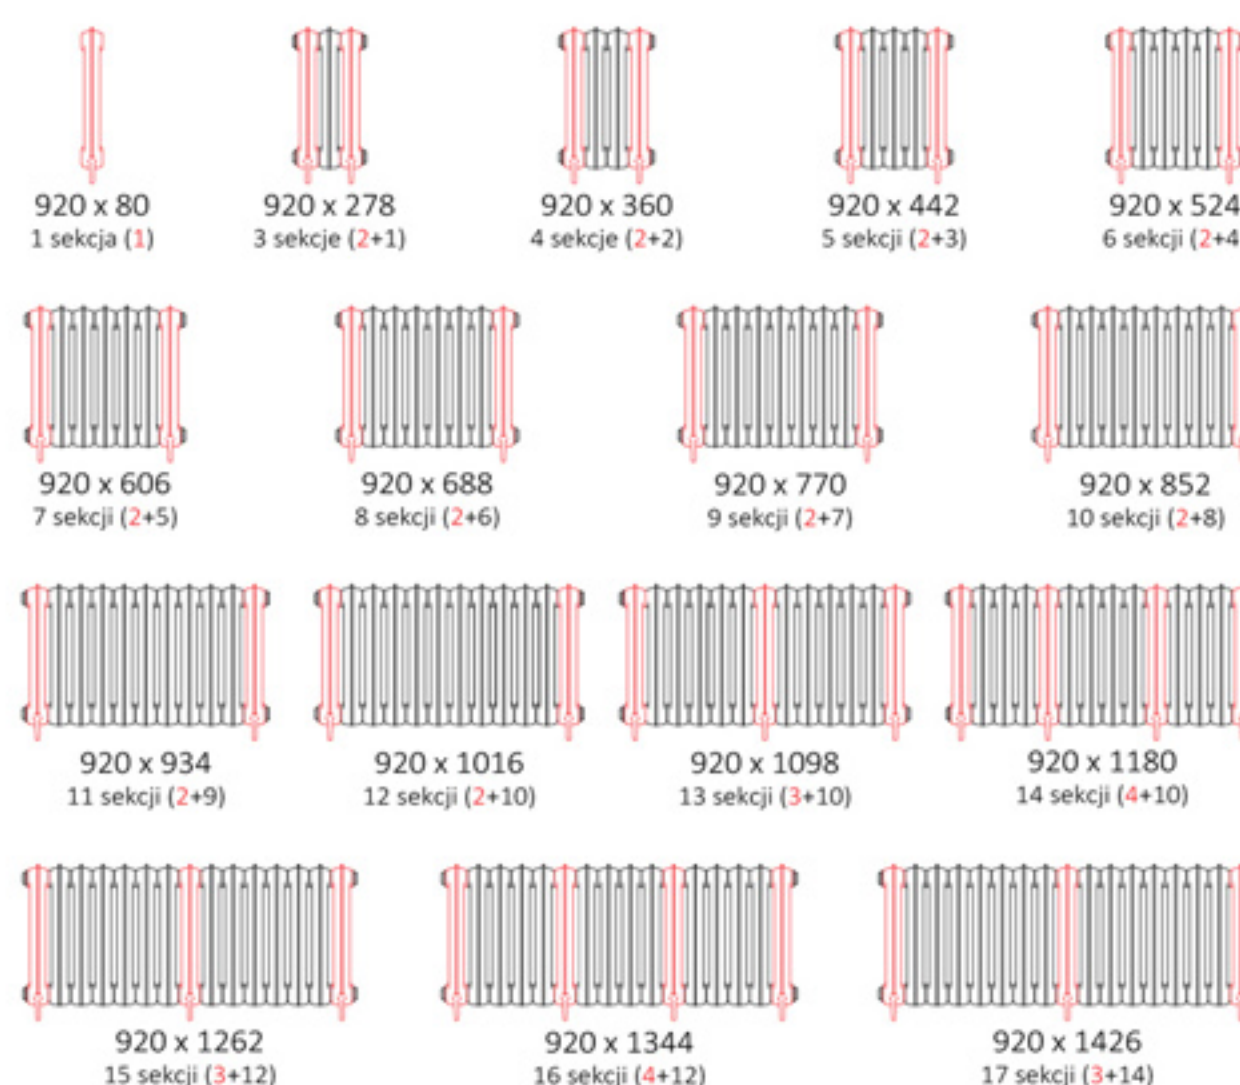 920 x 80
1 sekcja (1)
920 x 278
3 sekcje (2+1)
920 x 360
4 sekcje (2+2)
920 x 442
5 sekcji (2+3)
920 x 524
6 sekcji (2+4
920 x 606
7 sekcji (2+5)
920 x 688
8 sekcji (2+6)
920 x 770
9 sekcji (2+7)
920 x 852
10 sekcji (2+8)
920 x 934
11 sekcji (2+9)
920 x 1016
12 sekcji (2+10)
920 x 1098
13 sekcji (3+10)
920 x 1180
14 sekcji (4+10)
920 x 1262
15 sekcji (3+12)
920 x 1344
16 sekcji (4+12)
920 x 1426
17 sekcji (3+14)